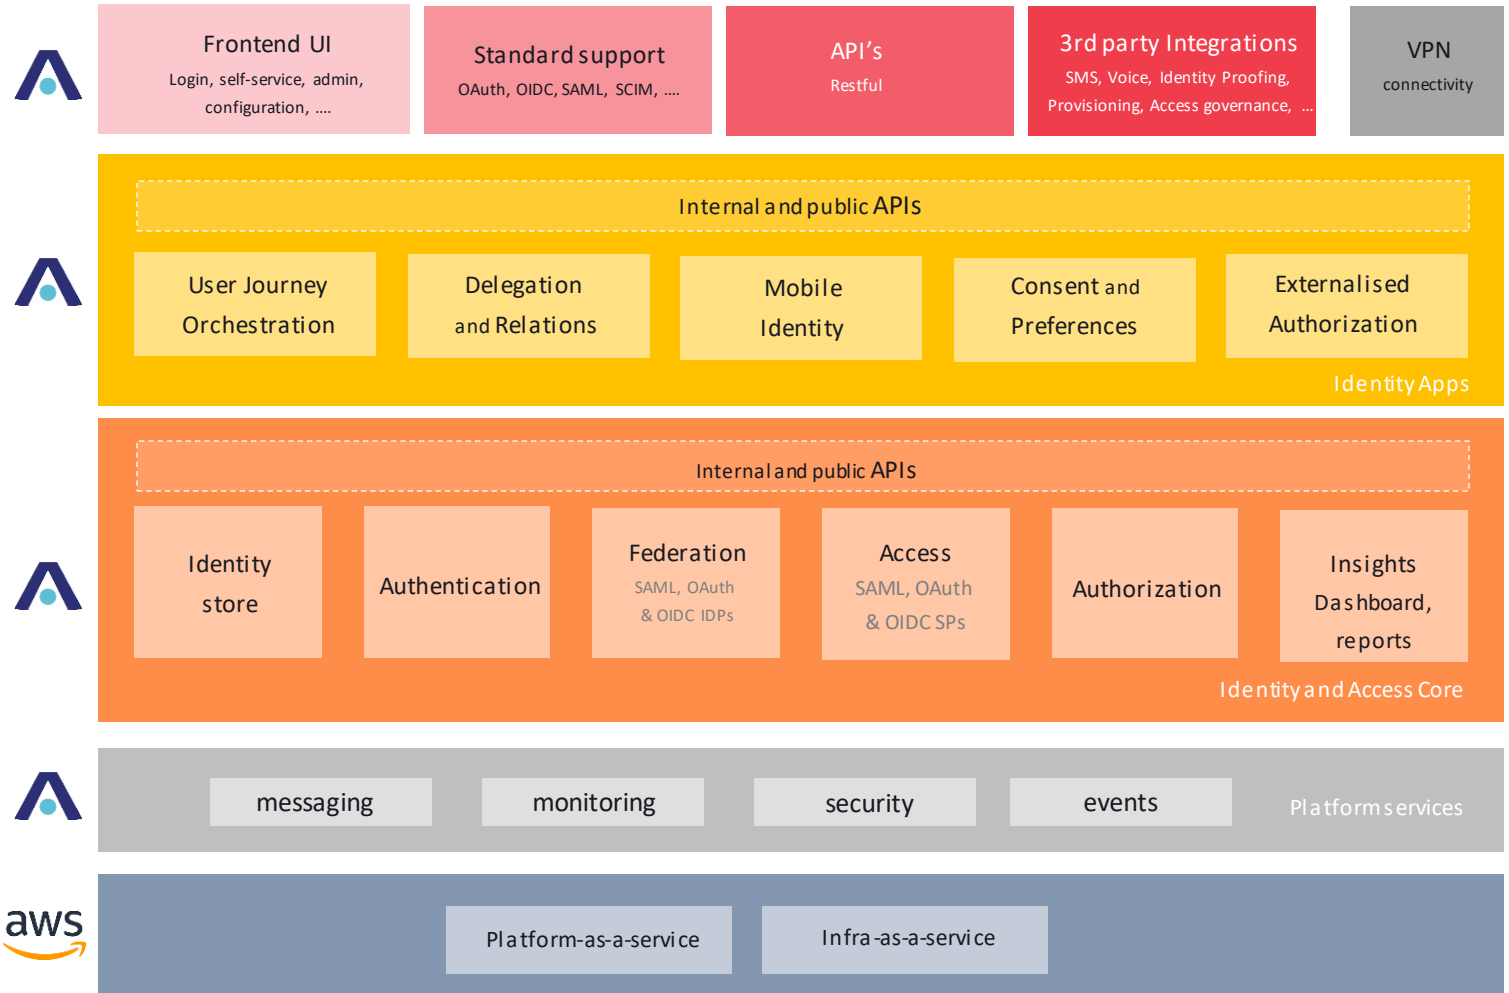 Frontend UI
Login, self-service, admin,
configuration, ....
Standard support
OAuth, OIDC, SAML, SCIM, ....
API's
Restful
3rd party Integrations
SMS, Voice, Identity Proofing,
Provisioning, Access governance, ...
VPN
connectivity
Internal and public APIs
User Journey
Orchestration
Delegation
and Relations
Mobile
Identity
Consent and
Preferences
Externalised
Authorization
Identity Apps
Internal and public APIs
Identity
store
Authentication
Federation
SAML, OAuth
& OIDC IDPs
Access
SAML, OAuth
& OIDC SPs
Authorization
Insights
Dashboard,
reports
Identity and Access Core
messaging
monitoring
security
events
Platform services
aws
Platform-as-a-service
Infra-as-a-service